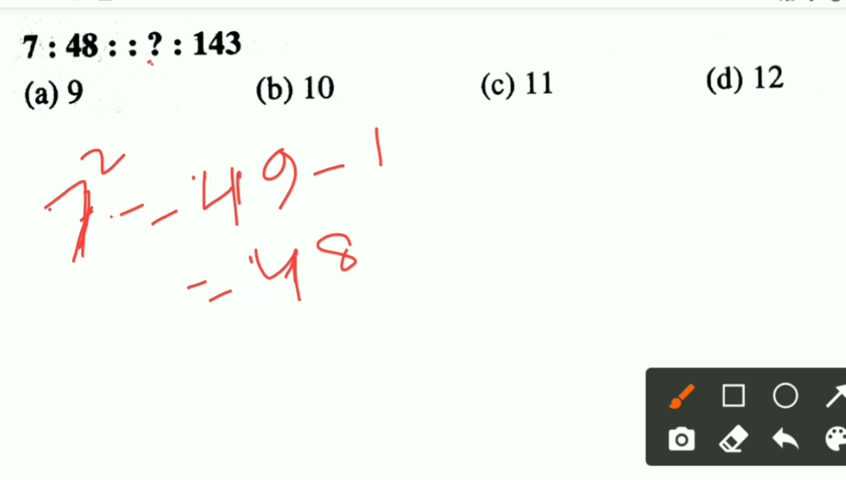 7 : 48 : : ? : 143
(a) 9 (b) 10 (c) 11 (d) 12
7² = 49 - 1
= 48